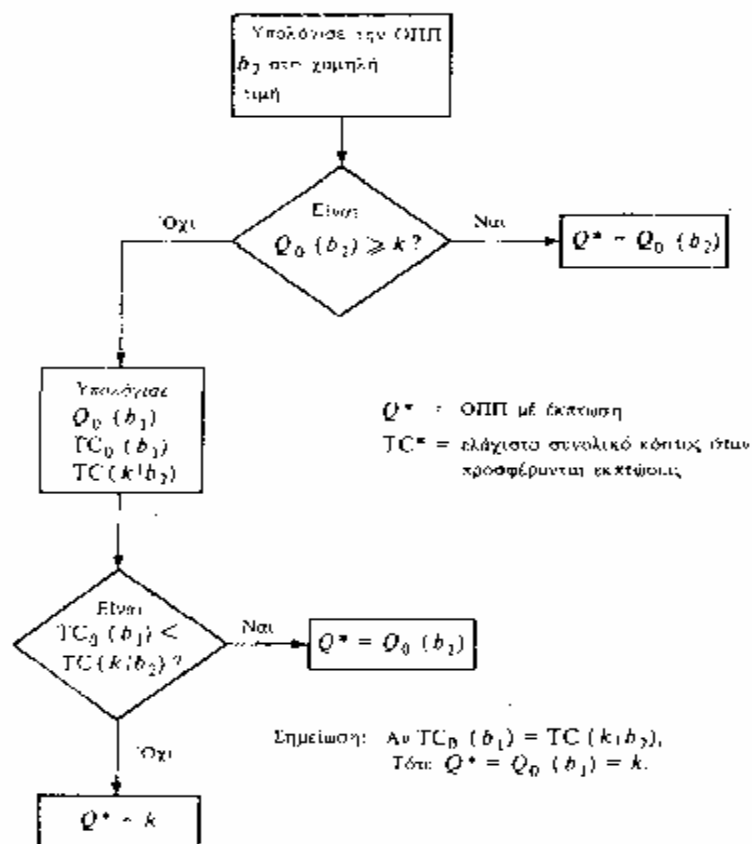 Υπολόγισε την ΟΠΠ
b₂ στη χαμηλή
τιμή
Είναι
Q₀ (b₂) ⩾ k ?
Όχι
Ναι
Q* = Q₀ (b₂)
Υπολόγισε
Q₀ (b₁)
TC₀ (b₁)
TC (k|b₂)
Q* = ΟΠΠ μέ έκπτωση
TC* = ελάχιστο συνολικό κόστος όταν
προσφέρονται εκπτώσεις
Είναι
TC₀ (b₁) <
TC (k|b₂) ?
Ναι
Q* = Q₀ (b₁)
Όχι
Σημείωση: Αν TC₀ (b₁) = TC (k|b₂),
Τότε Q* = Q₀ (b₁) = k.
Q* = k